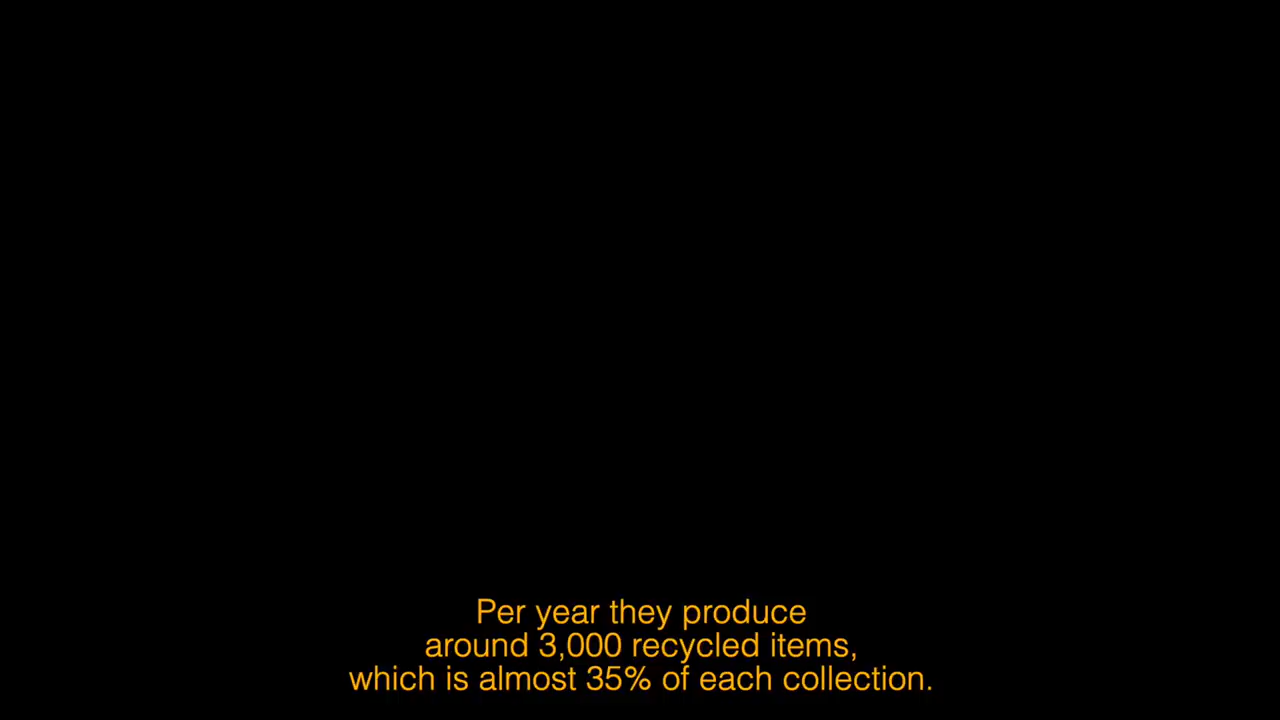 Per year they produce
around 3,000 recycled items,
which is almost 35% of each collection.